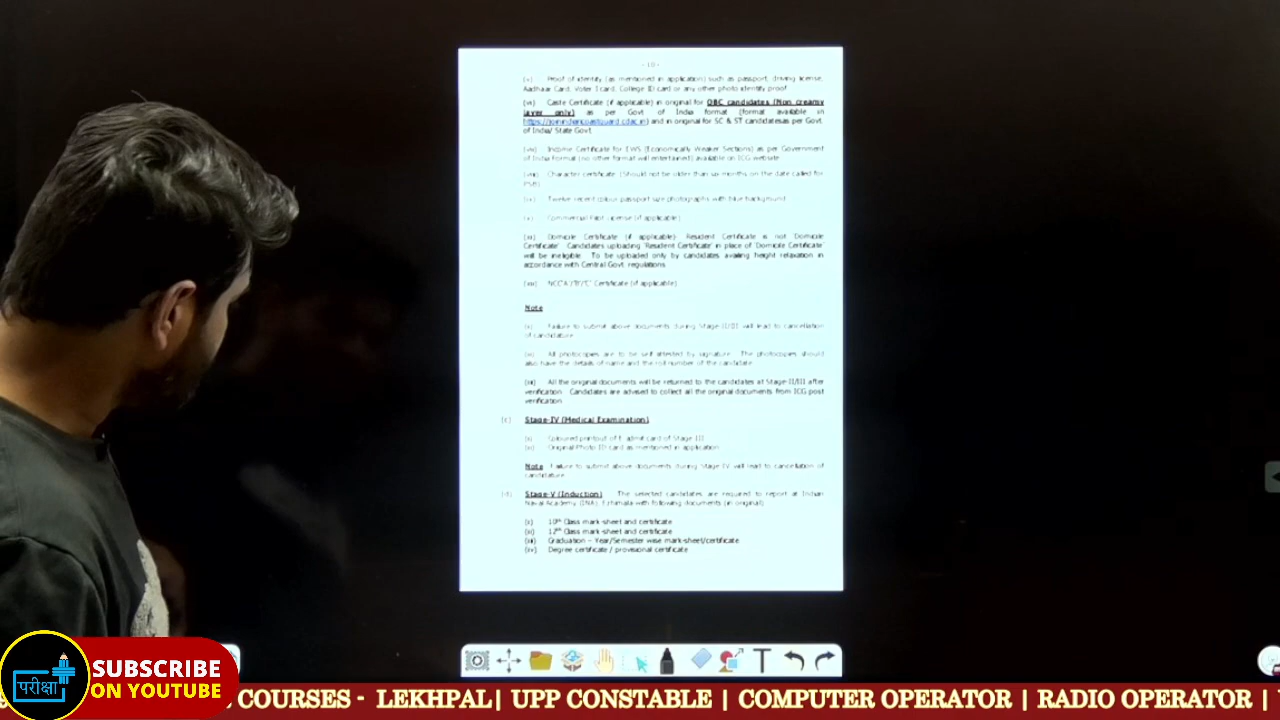 - 10 -
(v) Proof of identity (as mentioned in application) such as passport, driving license,
Aadhaar Card, Voter I card, College ID card or any other photo identity proof
(vi) Caste Certificate (if applicable) in original for OBC candidates (Non creamy
layer only) as per Govt of India format (format available in
https://joinindiancoastguard.cdac.in) and in original for SC & ST candidates as per Govt.
of India/ State Govt.
(vii) Income Certificate for EWS (Economically Weaker Sections) as per Government
of India Format (no other format will entertained) available on ICG website
(viii) Character certificate (Should not be older than six months on the date called for
PSB)
(ix) Twelve recent colour passport size photographs with blue background
(x) Commercial Pilot License (if applicable)
(xi) Domicile Certificate (if applicable) Resident Certificate is not 'Domicile
Certificate'. Candidates uploading 'Resident Certificate' in place of 'Domicile Certificate'
will be ineligible. To be uploaded only by candidates availing height relaxation in
accordance with Central Govt. regulations
(xii) NCC'A'/'B'/'C' Certificate (if applicable)
Note
(i) Failure to submit above documents during Stage II/III will lead to cancellation
of candidature
(ii) All photocopies are to be self attested by signature. The photocopies should
also have the details of name and the roll number of the candidate
(iii) All the original documents will be returned to the candidates at Stage II/III after
verification. Candidates are advised to collect all the original documents from ICG post
verification
(c) Stage-IV (Medical Examination)
(i) Coloured printout of E admit card of Stage III
(ii) Original Photo ID card as mentioned in application
Note Failure to submit above documents during Stage IV will lead to cancellation of
candidature
(d) Stage-V (Induction) The selected candidates are required to report at Indian
Naval Academy (INA), Ezhimala with following documents (in original)
(i) 10th Class mark-sheet and certificate
(ii) 12th Class mark-sheet and certificate
(iii) Graduation - Year/Semester wise mark-sheet/certificate
(iv) Degree certificate / provisional certificate
परीक्षा
SUBSCRIBE
ON YOUTUBE
COURSES - LEKHPAL| UPP CONSTABLE | COMPUTER OPERATOR | RADIO OPERATOR |